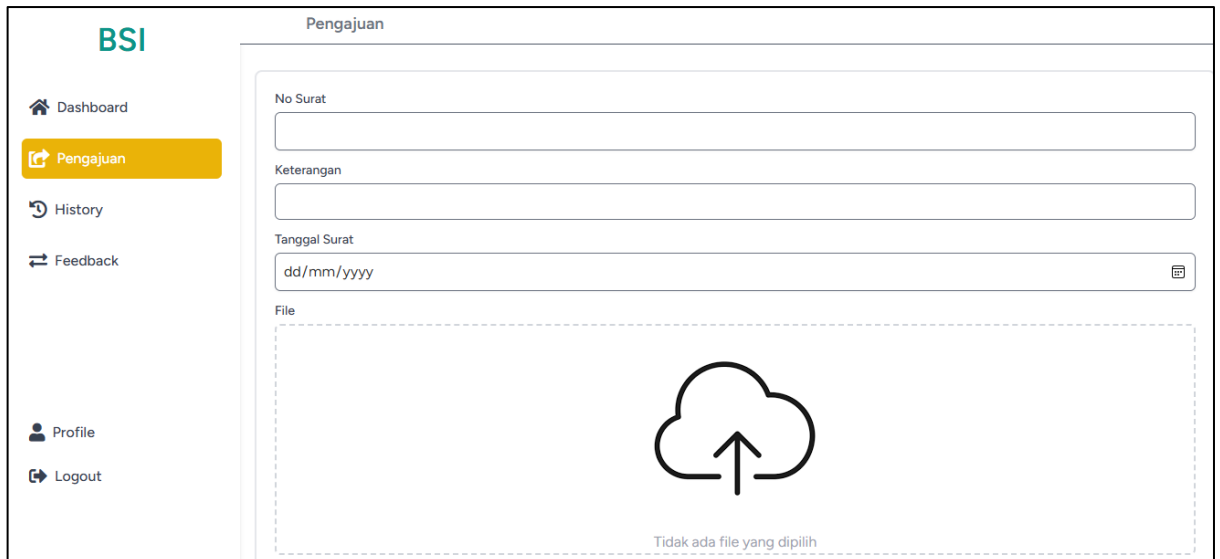 BSI
Dashboard
Pengajuan
History
Feedback
Profile
Logout
Pengajuan
No Surat
Keterangan
Tanggal Surat
dd/mm/yyyy
File
Tidak ada file yang dipilih